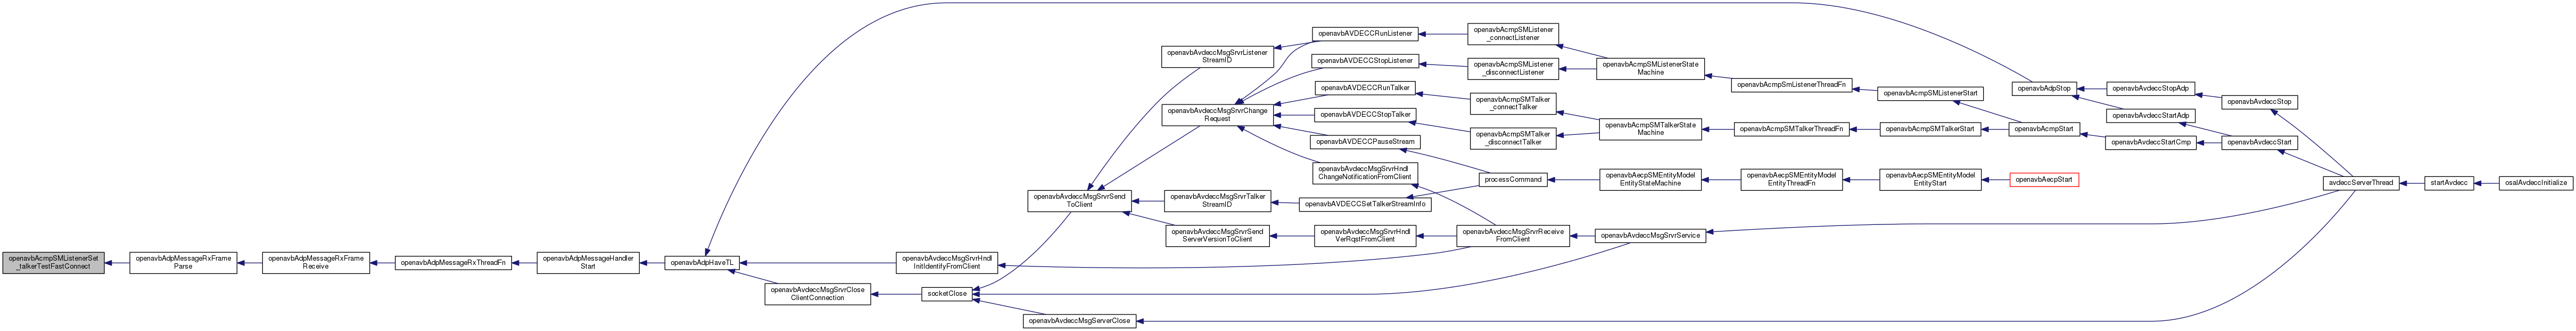 openavbAcmpSMListenerSet
_talkerTestFastConnect
openavbAdpMessageRxFrame
Parse
openavbAdpMessageRxFrame
Receive
openavbAdpMessageRxThreadFn
openavbAdpMessageHandler
Start
openavbAdpHaveTL
openavbAvdeccMsgSrvrHndl
InitIdentifyFromClient
openavbAvdeccMsgSrvrClose
ClientConnection
socketClose
openavbAvdeccMsgServerClose
openavbAvdeccMsgSrvrSend
ToClient
openavbAvdeccMsgSrvrListener
StreamID
openavbAvdeccMsgSrvrChange
Request
openavbAvdeccMsgSrvrTalker
StreamID
openavbAvdeccMsgSrvrSend
ServerVersionToClient
openavbAVDECCRunListener
openavbAVDECCStopListener
openavbAVDECCRunTalker
openavbAVDECCStopTalker
openavbAVDECCPauseStream
openavbAvdeccMsgSrvrHndl
ChangeNotificationFromClient
openavbAVDECCSetTalkerStreamInfo
openavbAvdeccMsgSrvrHndl
VerRqstFromClient
openavbAcmpSMListener
_connectListener
openavbAcmpSMListener
_disconnectListener
openavbAcmpSMTalker
_connectTalker
openavbAcmpSMTalker
_disconnectTalker
processCommand
openavbAvdeccMsgSrvrReceive
FromClient
openavbAcmpSMListenerState
Machine
openavbAcmpSMTalkerState
Machine
openavbAecpSMEntityModel
EntityStateMachine
openavbAvdeccMsgSrvrService
openavbAcmpSmListenerThreadFn
openavbAcmpSMTalkerThreadFn
openavbAecpSMEntityModel
EntityThreadFn
openavbAcmpSMListenerStart
openavbAcmpSMTalkerStart
openavbAecpSMEntityModel
EntityStart
openavbAdpStop
openavbAcmpStart
openavbAecpStart
openavbAvdeccStopAdp
openavbAvdeccStartAdp
openavbAvdeccStartCmp
openavbAvdeccStop
openavbAvdeccStart
avdeccServerThread
startAvdecc
osalAvdeccInitialize